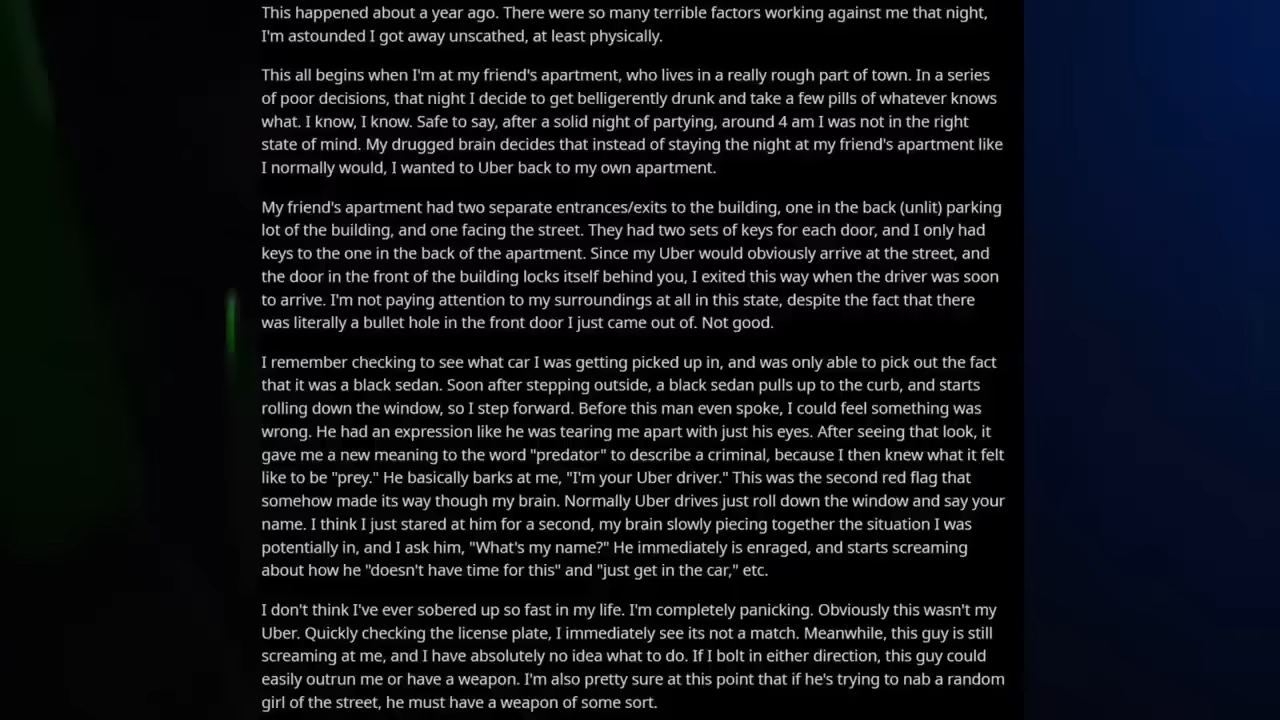 This happened about a year ago. There were so many terrible factors working against me that night,
I'm astounded I got away unscathed, at least physically.
This all begins when I'm at my friend's apartment, who lives in a really rough part of town. In a series
of poor decisions, that night I decide to get belligerently drunk and take a few pills of whatever knows
what. I know, I know. Safe to say, after a solid night of partying, around 4 am I was not in the right
state of mind. My drugged brain decides that instead of staying the night at my friend's apartment like
I normally would, I wanted to Uber back to my own apartment.
My friend's apartment had two separate entrances/exits to the building, one in the back (unlit) parking
lot of the building, and one facing the street. They had two sets of keys for each door, and I only had
keys to the one in the back of the apartment. Since my Uber would obviously arrive at the street, and
the door in the front of the building locks itself behind you, I exited this way when the driver was soon
to arrive. I'm not paying attention to my surroundings at all in this state, despite the fact that there
was literally a bullet hole in the front door I just came out of. Not good.
I remember checking to see what car I was getting picked up in, and was only able to pick out the fact
that it was a black sedan. Soon after stepping outside, a black sedan pulls up to the curb, and starts
rolling down the window, so I step forward. Before this man even spoke, I could feel something was
wrong. He had an expression like he was tearing me apart with just his eyes. After seeing that look, it
gave me a new meaning to the word "predator" to describe a criminal, because I then knew what it felt
like to be "prey." He basically barks at me, "I'm your Uber driver." This was the second red flag that
somehow made its way though my brain. Normally Uber drives just roll down the window and say your
name. I think I just stared at him for a second, my brain slowly piecing together the situation I was
potentially in, and I ask him, "What's my name?" He immediately is enraged, and starts screaming
about how he "doesn't have time for this" and "just get in the car," etc.
I don't think I've ever sobered up so fast in my life. I'm completely panicking. Obviously this wasn't my
Uber. Quickly checking the license plate, I immediately see its not a match. Meanwhile, this guy is still
screaming at me, and I have absolutely no idea what to do. If I bolt in either direction, this guy could
easily outrun me or have a weapon. I'm also pretty sure at this point that if he's trying to nab a random
girl of the street, he must have a weapon of some sort.